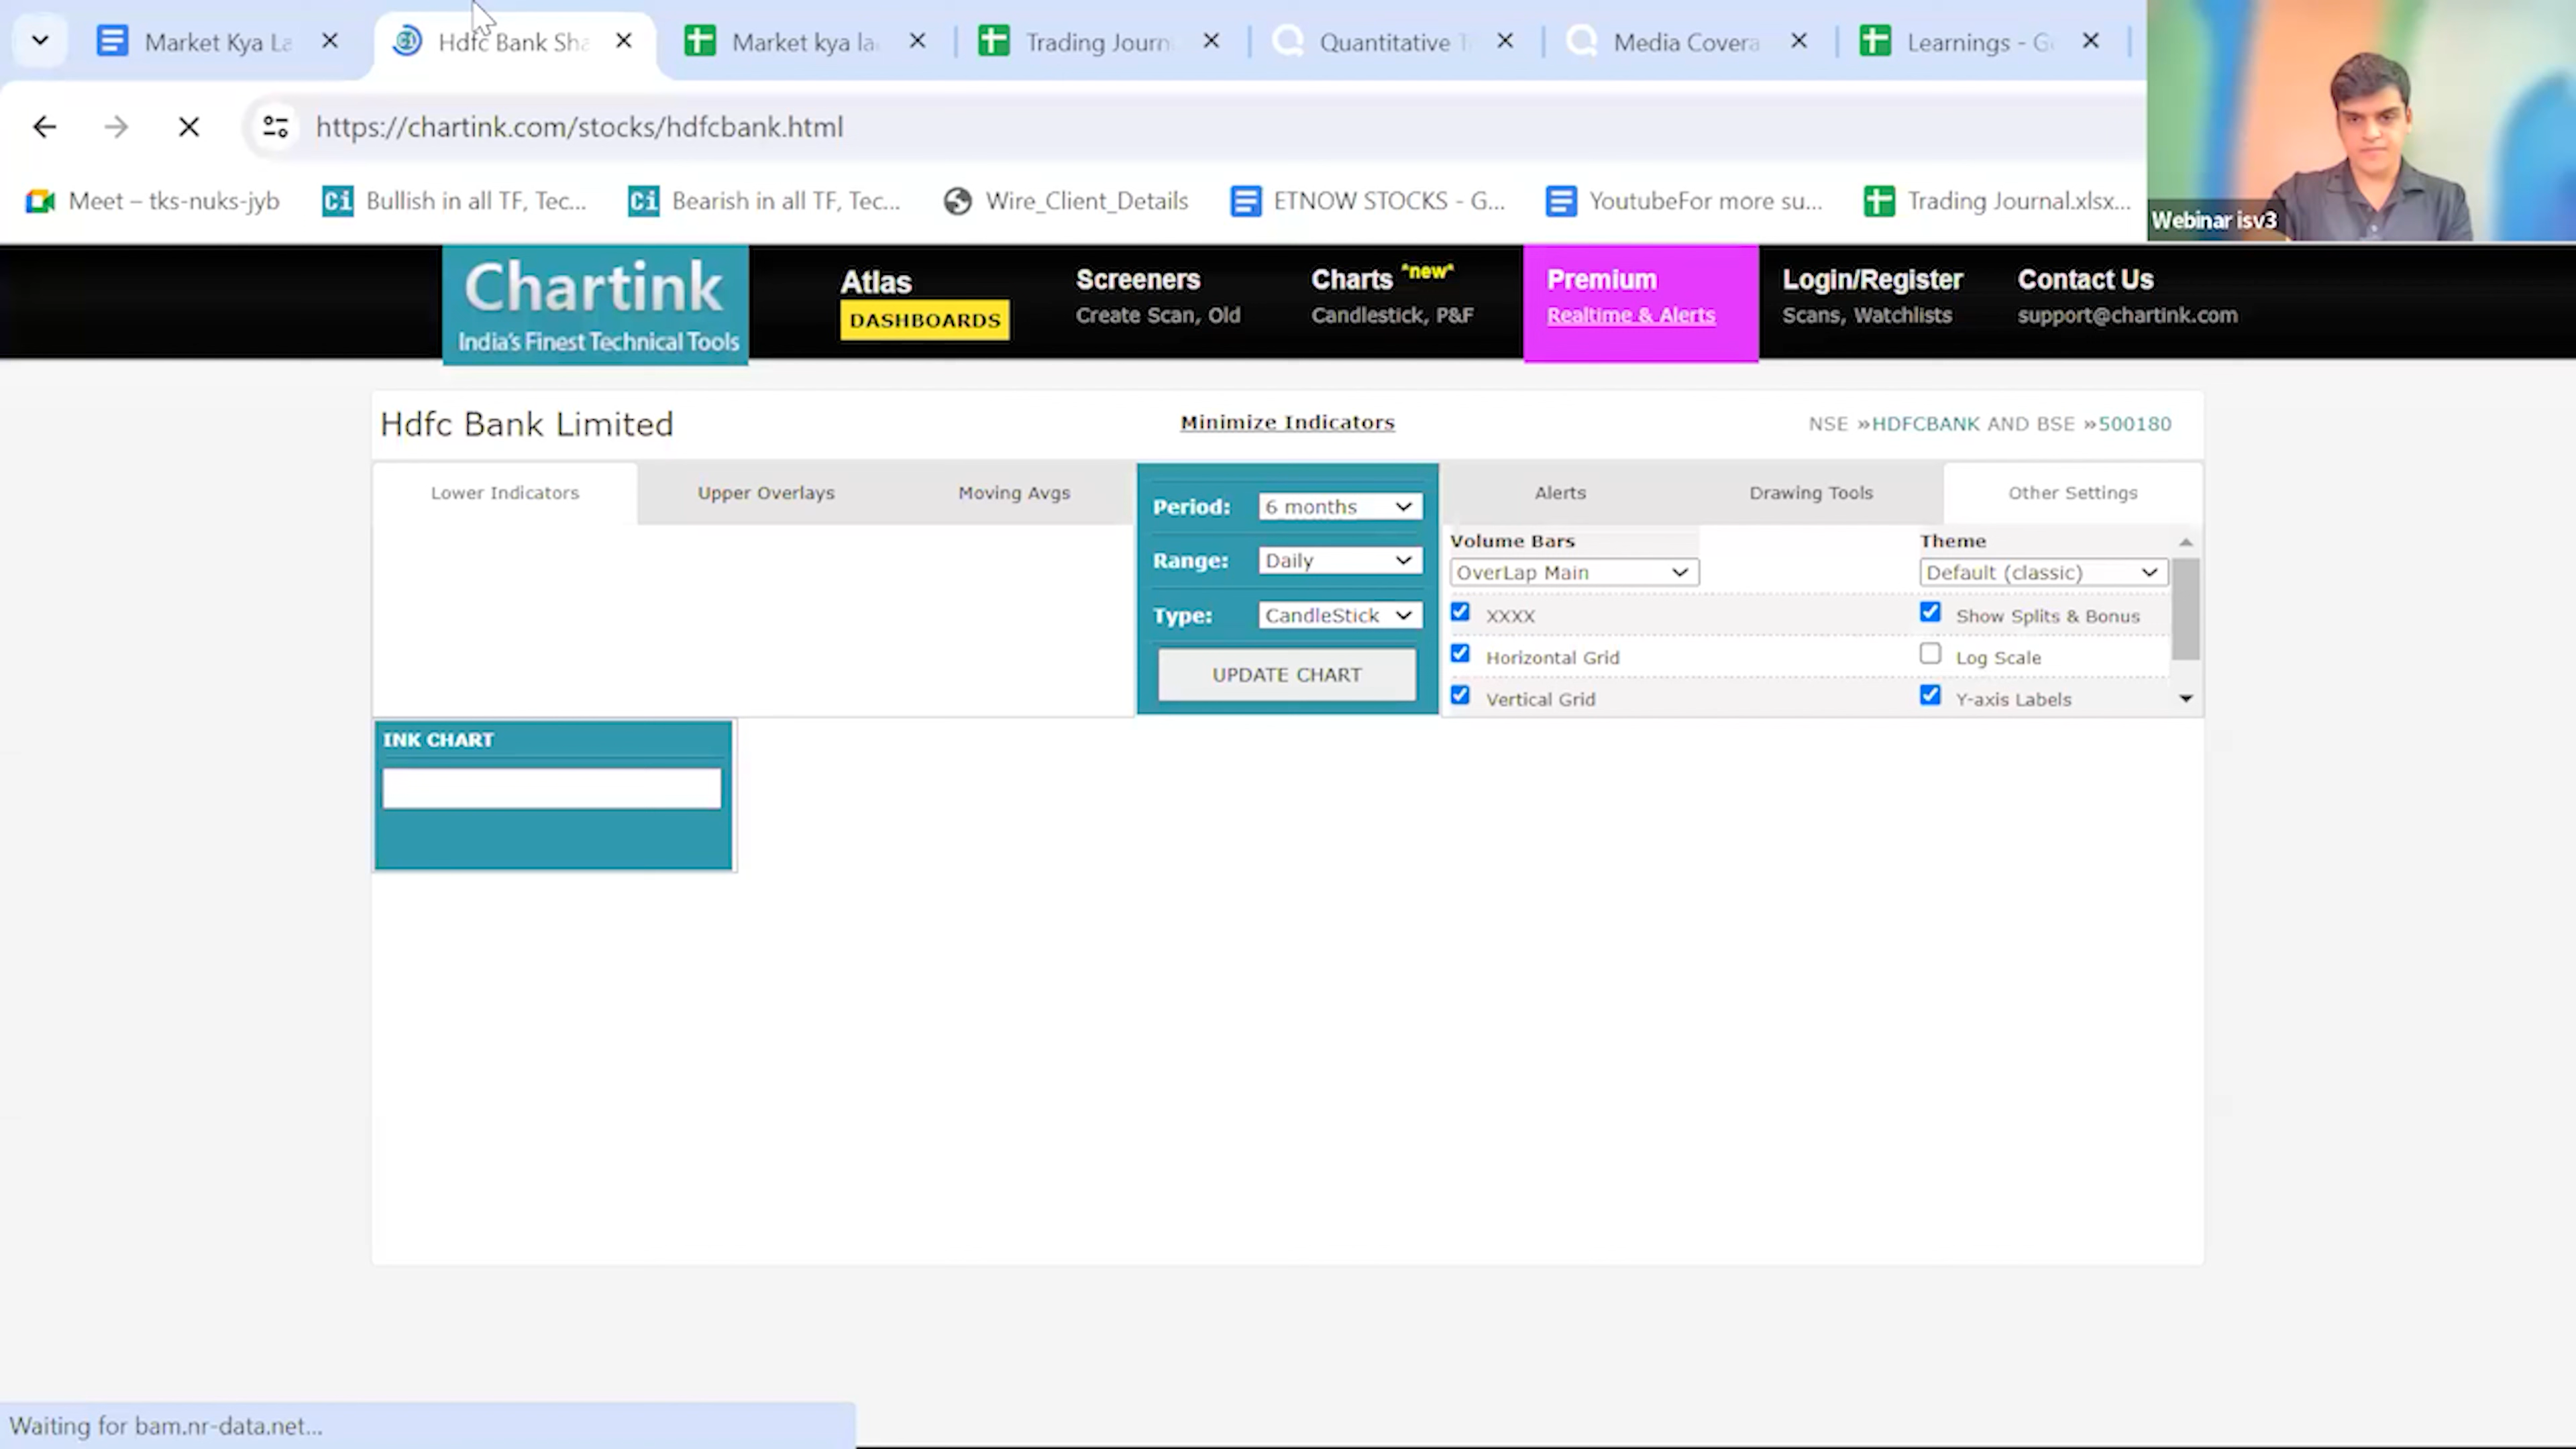 Market Kya La
Hdfc Bank Sha
Market kya la
Trading Journ
Quantitative T
Media Covera
Learnings - Go
https://chartink.com/stocks/hdfcbank.html
Meet – tks-nuks-jyb
Ci Bullish in all TF, Tec...
Ci Bearish in all TF, Tec...
Wire_Client_Details
ETNOW STOCKS - G...
YoutubeFor more su...
Trading Journal.xlsx...
Webinar isv3
Chartink
India's Finest Technical Tools
Atlas
DASHBOARDS
Screeners
Create Scan, Old
Charts *new*
Candlestick, P&F
Premium
Realtime & Alerts
Login/Register
Scans, Watchlists
Contact Us
support@chartink.com
Hdfc Bank Limited
Minimize Indicators
NSE »HDFCBANK AND BSE »500180
Lower Indicators
Upper Overlays
Moving Avgs
Period: 6 months
Range: Daily
Type: CandleStick
UPDATE CHART
Alerts
Drawing Tools
Other Settings
Volume Bars
Theme
OverLap Main
Default (classic)
XXXX
Show Splits & Bonus
Horizontal Grid
Log Scale
Vertical Grid
Y-axis Labels
INK CHART
Waiting for bam.nr-data.net...